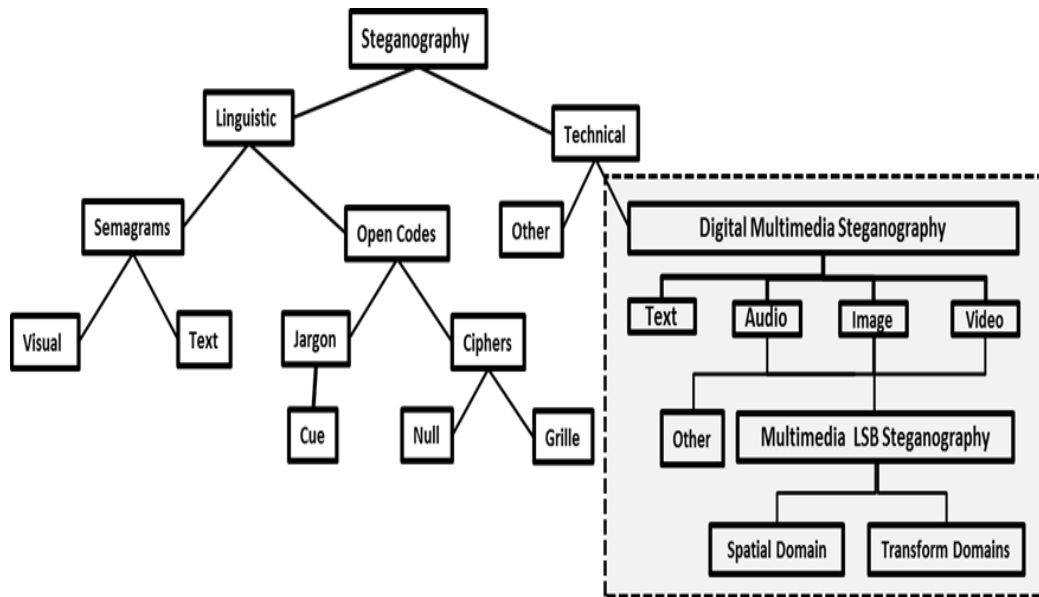 Steganography
Linguistic
Technical
Semagrams
Open Codes
Other
Digital Multimedia Steganography
Visual
Text
Jargon
Ciphers
Text
Audio
Image
Video
Cue
Null
Grille
Other
Multimedia LSB Steganography
Spatial Domain
Transform Domains